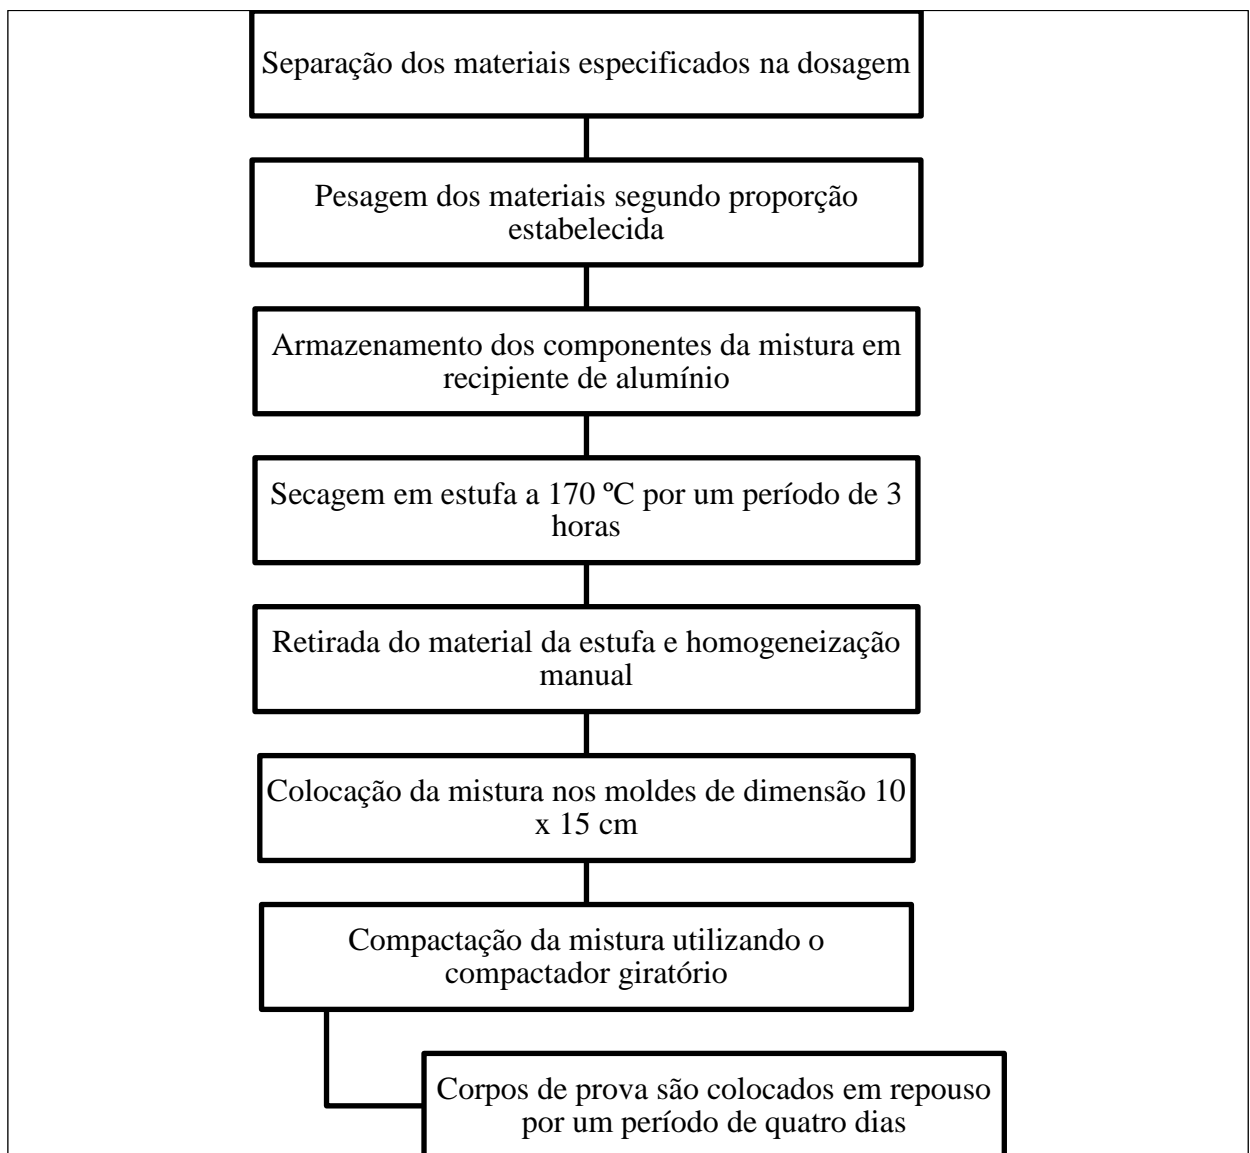 Separação dos materiais especificados na dosagem
Pesagem dos materiais segundo proporção
estabelecida
Armazenamento dos componentes da mistura em
recipiente de alumínio
Secagem em estufa a 170 ºC por um período de 3
horas
Retirada do material da estufa e homogeneização
manual
Colocação da mistura nos moldes de dimensão 10
x 15 cm
Compactação da mistura utilizando o
compactador giratório
Corpos de prova são colocados em repouso
por um período de quatro dias